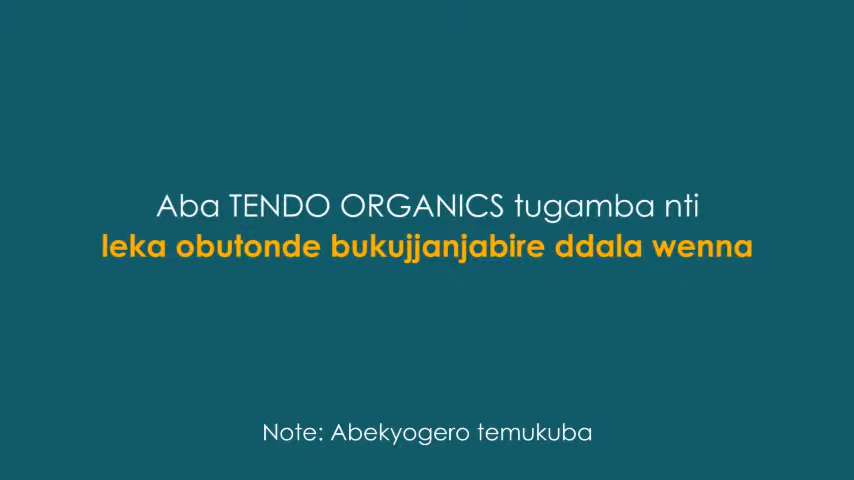 Aba TENDO ORGANICS tugamba nti
leka obutonde bukujjanjabire ddala wenna
Note: Abekyogero temukuba